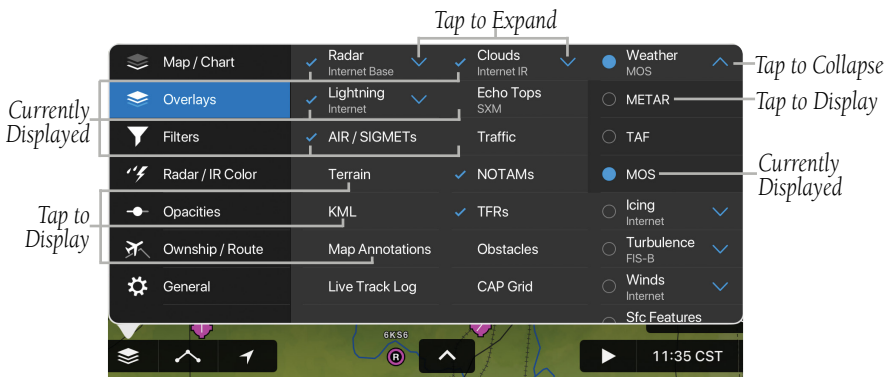 Tap to Expand
Map / Chart
Radar
Internet Base
Clouds
Internet IR
Weather
MOS
Tap to Collapse
Currently
Displayed
Overlays
Lightning
Internet
Echo Tops
SXM
METAR
Tap to Display
Filters
AIR / SIGMETs
Traffic
TAF
Radar / IR Color
Terrain
NOTAMs
MOS
Currently
Displayed
Tap to
Display
Opacities
KML
TFRs
Icing
Internet
Ownship / Route
Map Annotations
Obstacles
Turbulence
FIS-B
General
Live Track Log
CAP Grid
Winds
Internet
Sfc Features
6KS6
R
11:35 CST